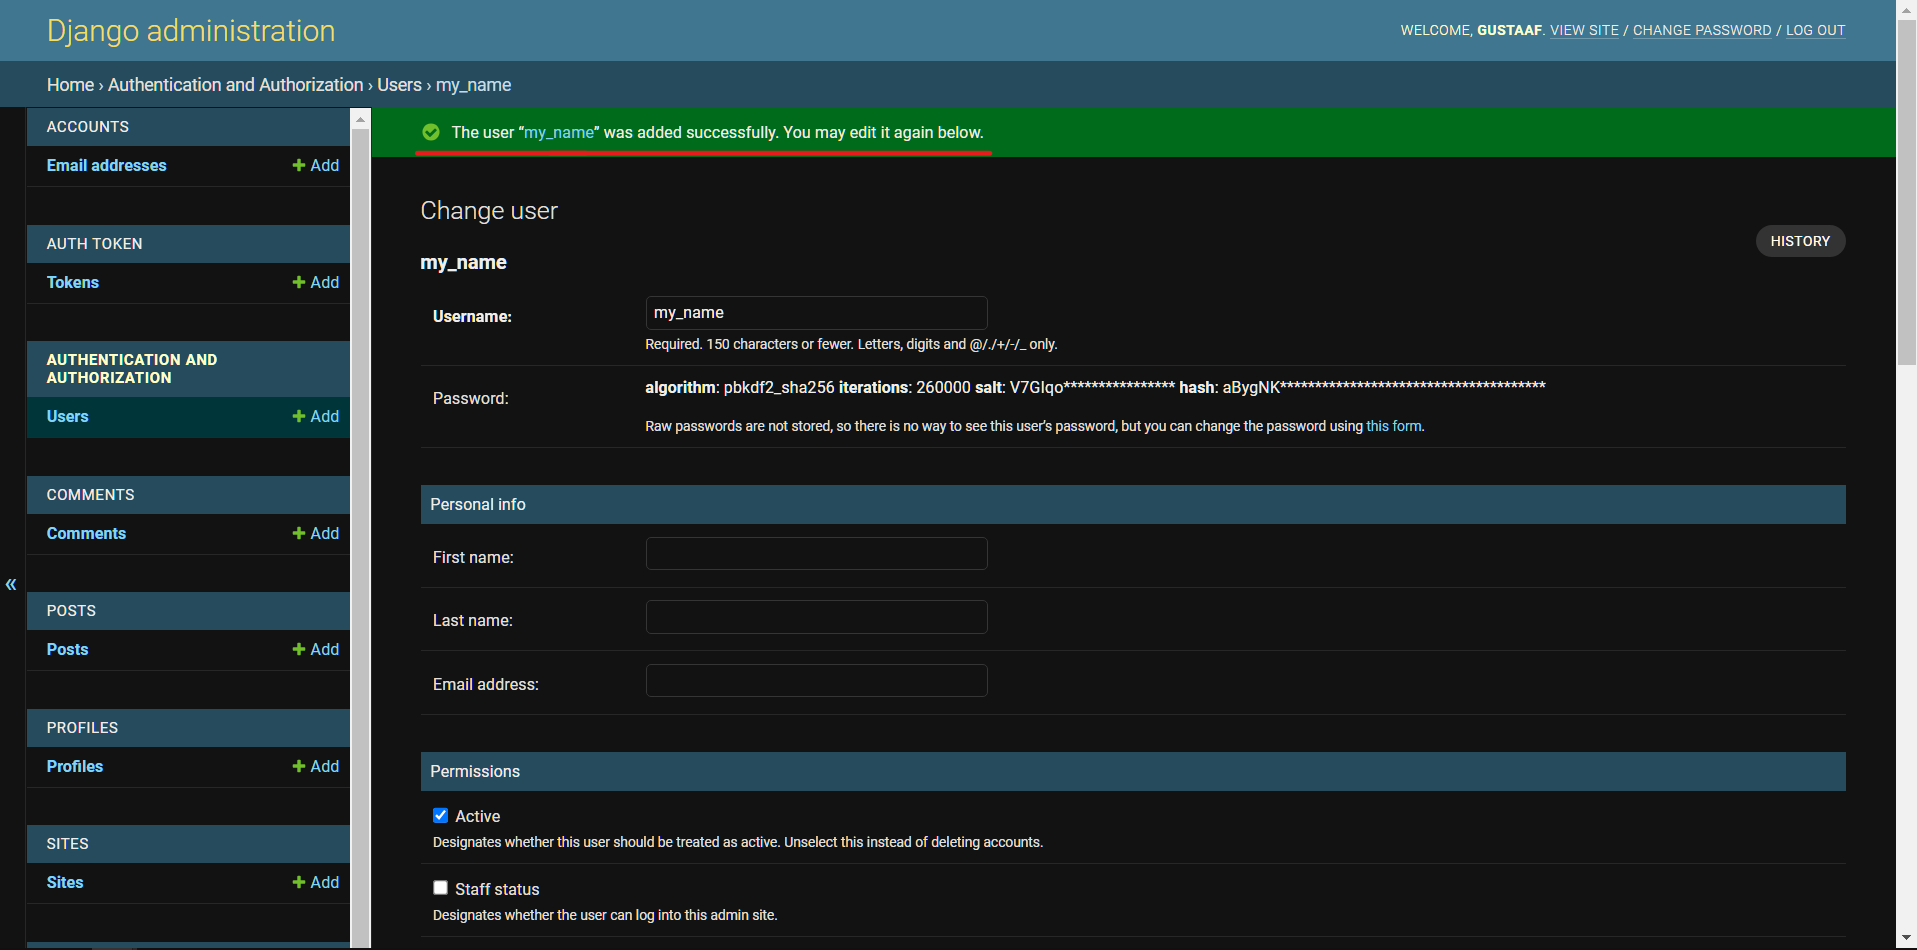 Django administration
WELCOME, GUSTAAF. VIEW SITE / CHANGE PASSWORD / LOG OUT
Home › Authentication and Authorization › Users › my_name
ACCOUNTS
Email addresses
Add
AUTH TOKEN
Tokens
Add
AUTHENTICATION AND
AUTHORIZATION
Users
Add
COMMENTS
Comments
Add
POSTS
Posts
Add
PROFILES
Profiles
Add
SITES
Sites
Add
«
The user “my_name” was added successfully. You may edit it again below.
Change user
HISTORY
my_name
Username:
my_name
Required. 150 characters or fewer. Letters, digits and @/./+/-/_ only.
Password:
algorithm: pbkdf2_sha256 iterations: 260000 salt: V7GIqo**************** hash: aBygNK**************************************
Raw passwords are not stored, so there is no way to see this user’s password, but you can change the password using this form.
Personal info
First name:
Last name:
Email address:
Permissions
Active
Designates whether this user should be treated as active. Unselect this instead of deleting accounts.
Staff status
Designates whether the user can log into this admin site.